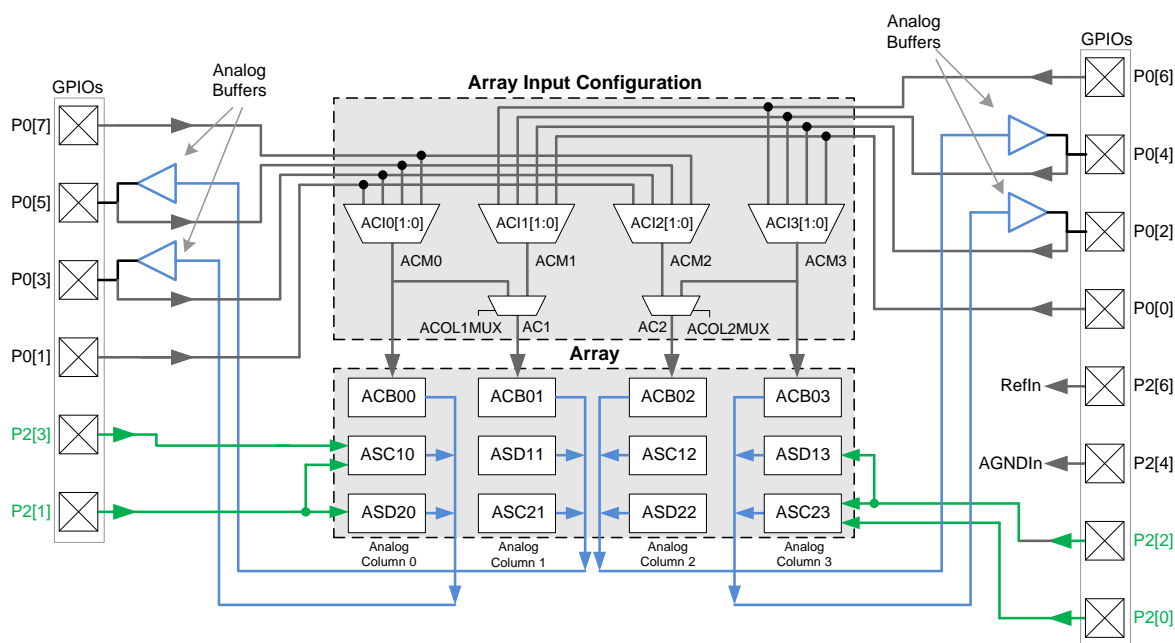 Analog
Buffers
GPIOs
P0[7]
P0[5]
P0[3]
P0[1]
P2[3]
P2[1]
Array Input Configuration
ACI0[1:0]
ACI1[1:0]
ACI2[1:0]
ACI3[1:0]
ACM0
ACM1
ACM2
ACM3
ACOL1MUX
AC1
AC2
ACOL2MUX
Array
ACB00
ACB01
ACB02
ACB03
ASC10
ASD11
ASC12
ASD13
ASD20
ASC21
ASD22
ASC23
Analog
Column 0
Analog
Column 1
Analog
Column 2
Analog
Column 3
Analog
Buffers
GPIOs
P0[6]
P0[4]
P0[2]
P0[0]
RefIn
P2[6]
AGNDIn
P2[4]
P2[2]
P2[0]